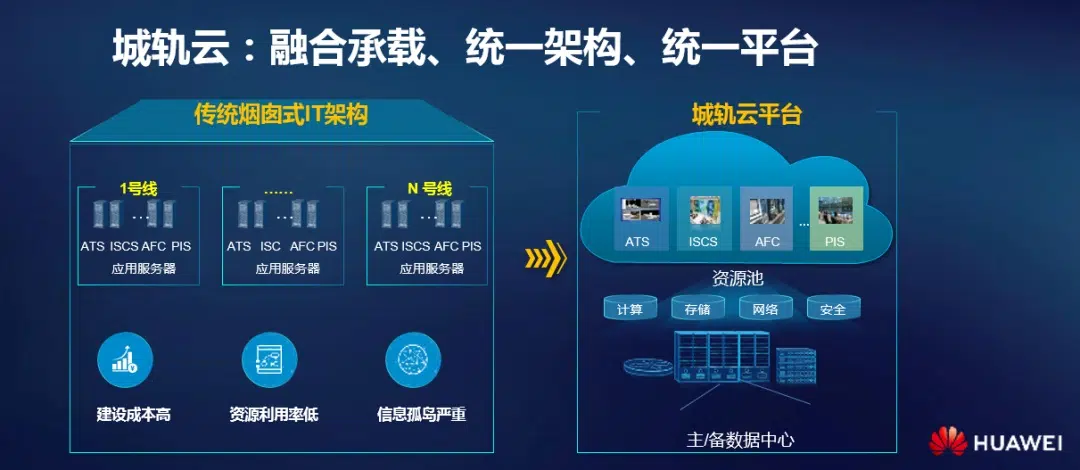 城轨云：融合承载、统一架构、统一平台
传统烟囱式IT架构
1号线
……
N 号线
…
…
…
ATS ISCS AFC PIS
ATS ISC AFC PIS
ATS ISCS AFC PIS
应用服务器
应用服务器
应用服务器
建设成本高
资源利用率低
信息孤岛严重
城轨云平台
ATS
ISCS
AFC
...
PIS
资源池
计算
存储
网络
安全
主/备数据中心
HUAWEI